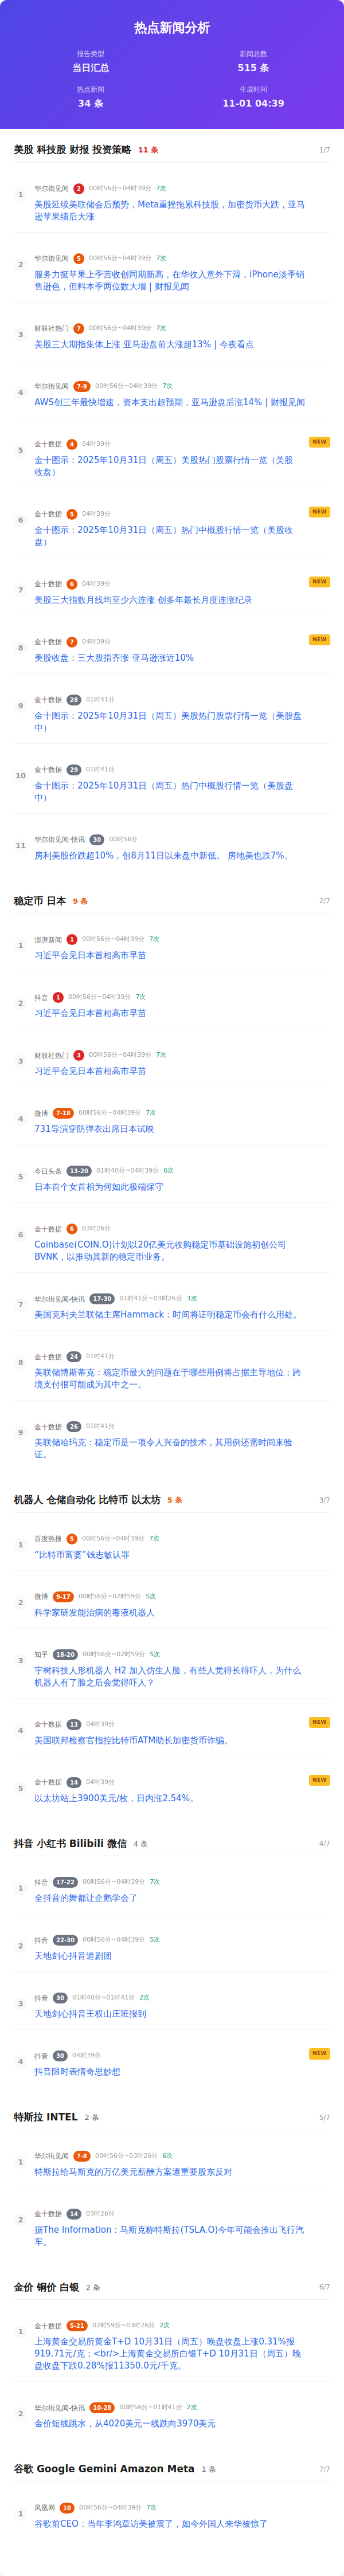 热点新闻分析
报告类型
新闻总数
当日汇总
515 条
热点新闻
生成时间
34 条
11-01 04:39
美股 科技股 财报 投资策略 11 条 1/7
1 华尔街见闻 2 00时56分~04时39分 7次
美股延续美联储会后颓势，Meta重挫拖累科技股，加密货币大跌，亚马
逊苹果绩后大涨
2 华尔街见闻 5 00时56分~04时39分 7次
服务力挺苹果上季营收创同期新高，在华收入意外下滑，iPhone淡季销
售逊色，但料本季两位数大增 | 财报见闻
3 财联社热门 7 00时56分~04时39分 7次
美股三大期指集体上涨 亚马逊盘前大涨超13% | 今夜看点
4 华尔街见闻 7-9 00时56分~04时39分 7次
AWS创三年最快增速，资本支出超预期，亚马逊盘后涨14% | 财报见闻
5 金十数据 4 04时39分 NEW
金十图示：2025年10月31日（周五）美股热门股票行情一览（美股
收盘）
6 金十数据 5 04时39分 NEW
金十图示：2025年10月31日（周五）热门中概股行情一览（美股收
盘）
7 金十数据 6 04时39分 NEW
美股三大指数月线均至少六连涨 创多年最长月度连涨纪录
8 金十数据 7 04时39分 NEW
美股收盘：三大股指齐涨 亚马逊涨近10%
9 金十数据 28 01时41分
金十图示：2025年10月31日（周五）美股热门股票行情一览（美股盘
中）
10 金十数据 29 01时41分
金十图示：2025年10月31日（周五）热门中概股行情一览（美股盘
中）
11 华尔街见闻-快讯 30 00时56分
房利美股价跌超10%，创8月11日以来盘中新低。 房地美也跌7%。
稳定币 日本 9 条 2/7
1 澎湃新闻 1 00时56分~04时39分 7次
习近平会见日本首相高市早苗
2 抖音 1 00时56分~04时39分 7次
习近平会见日本首相高市早苗
3 财联社热门 3 00时56分~04时39分 7次
习近平会见日本首相高市早苗
4 微博 7-18 00时56分~04时39分 7次
731导演穿防弹衣出席日本试映
5 今日头条 13-20 01时40分~04时39分 6次
日本首个女首相为何如此极端保守
6 金十数据 6 03时26分
Coinbase(COIN.O)计划以20亿美元收购稳定币基础设施初创公司
BVNK，以推动其新的稳定币业务。
7 华尔街见闻-快讯 17-30 01时41分~03时26分 3次
美国克利夫兰联储主席Hammack：时间将证明稳定币会有什么用处。
8 金十数据 24 01时41分
美联储博斯蒂克：稳定币最大的问题在于哪些用例将占据主导地位；跨
境支付很可能成为其中之一。
9 金十数据 26 01时41分
美联储哈玛克：稳定币是一项令人兴奋的技术，其用例还需时间来验
证。
机器人 仓储自动化 比特币 以太坊 5 条 3/7
1 百度热搜 5 00时56分~04时39分 7次
“比特币富婆”钱志敏认罪
2 微博 9-17 00时56分~02时59分 5次
科学家研发能治病的毒液机器人
3 知乎 18-20 00时56分~02时59分 5次
宇树科技人形机器人 H2 加入仿生人脸，有些人觉得长得吓人，为什么
机器人有了脸之后会觉得吓人？
4 金十数据 13 04时39分 NEW
美国联邦检察官指控比特币ATM助长加密货币诈骗。
5 金十数据 14 04时39分 NEW
以太坊站上3900美元/枚，日内涨2.54%。
抖音 小红书 Bilibili 微信 4 条 4/7
1 抖音 17-22 00时56分~04时39分 7次
全抖音的舞都让企鹅学会了
2 抖音 22-30 00时56分~04时39分 5次
天地剑心抖音追剧团
3 抖音 30 01时40分~01时41分 2次
天地剑心抖音王权山庄班报到
4 抖音 30 04时39分 NEW
抖音限时表情奇思妙想
特斯拉 INTEL 2 条 5/7
1 华尔街见闻 7-8 00时56分~03时26分 6次
特斯拉给马斯克的万亿美元薪酬方案遭重要股东反对
2 金十数据 14 03时26分
据The Information：马斯克称特斯拉(TSLA.O)今年可能会推出飞行汽
车。
金价 铜价 白银 2 条 6/7
1 金十数据 5-21 02时59分~03时26分 2次
上海黄金交易所黄金T+D 10月31日（周五）晚盘收盘上涨0.31%报
919.71元/克；<br/>上海黄金交易所白银T+D 10月31日（周五）晚
盘收盘下跌0.28%报11350.0元/千克。
2 华尔街见闻-快讯 10-28 00时56分~01时41分 2次
金价短线跳水，从4020美元一线跌向3970美元
谷歌 Google Gemini Amazon Meta 1 条 7/7
1 凤凰网 10 00时56分~04时39分 7次
谷歌前CEO：当年李鸿章访美被震了，如今外国人来华被惊了